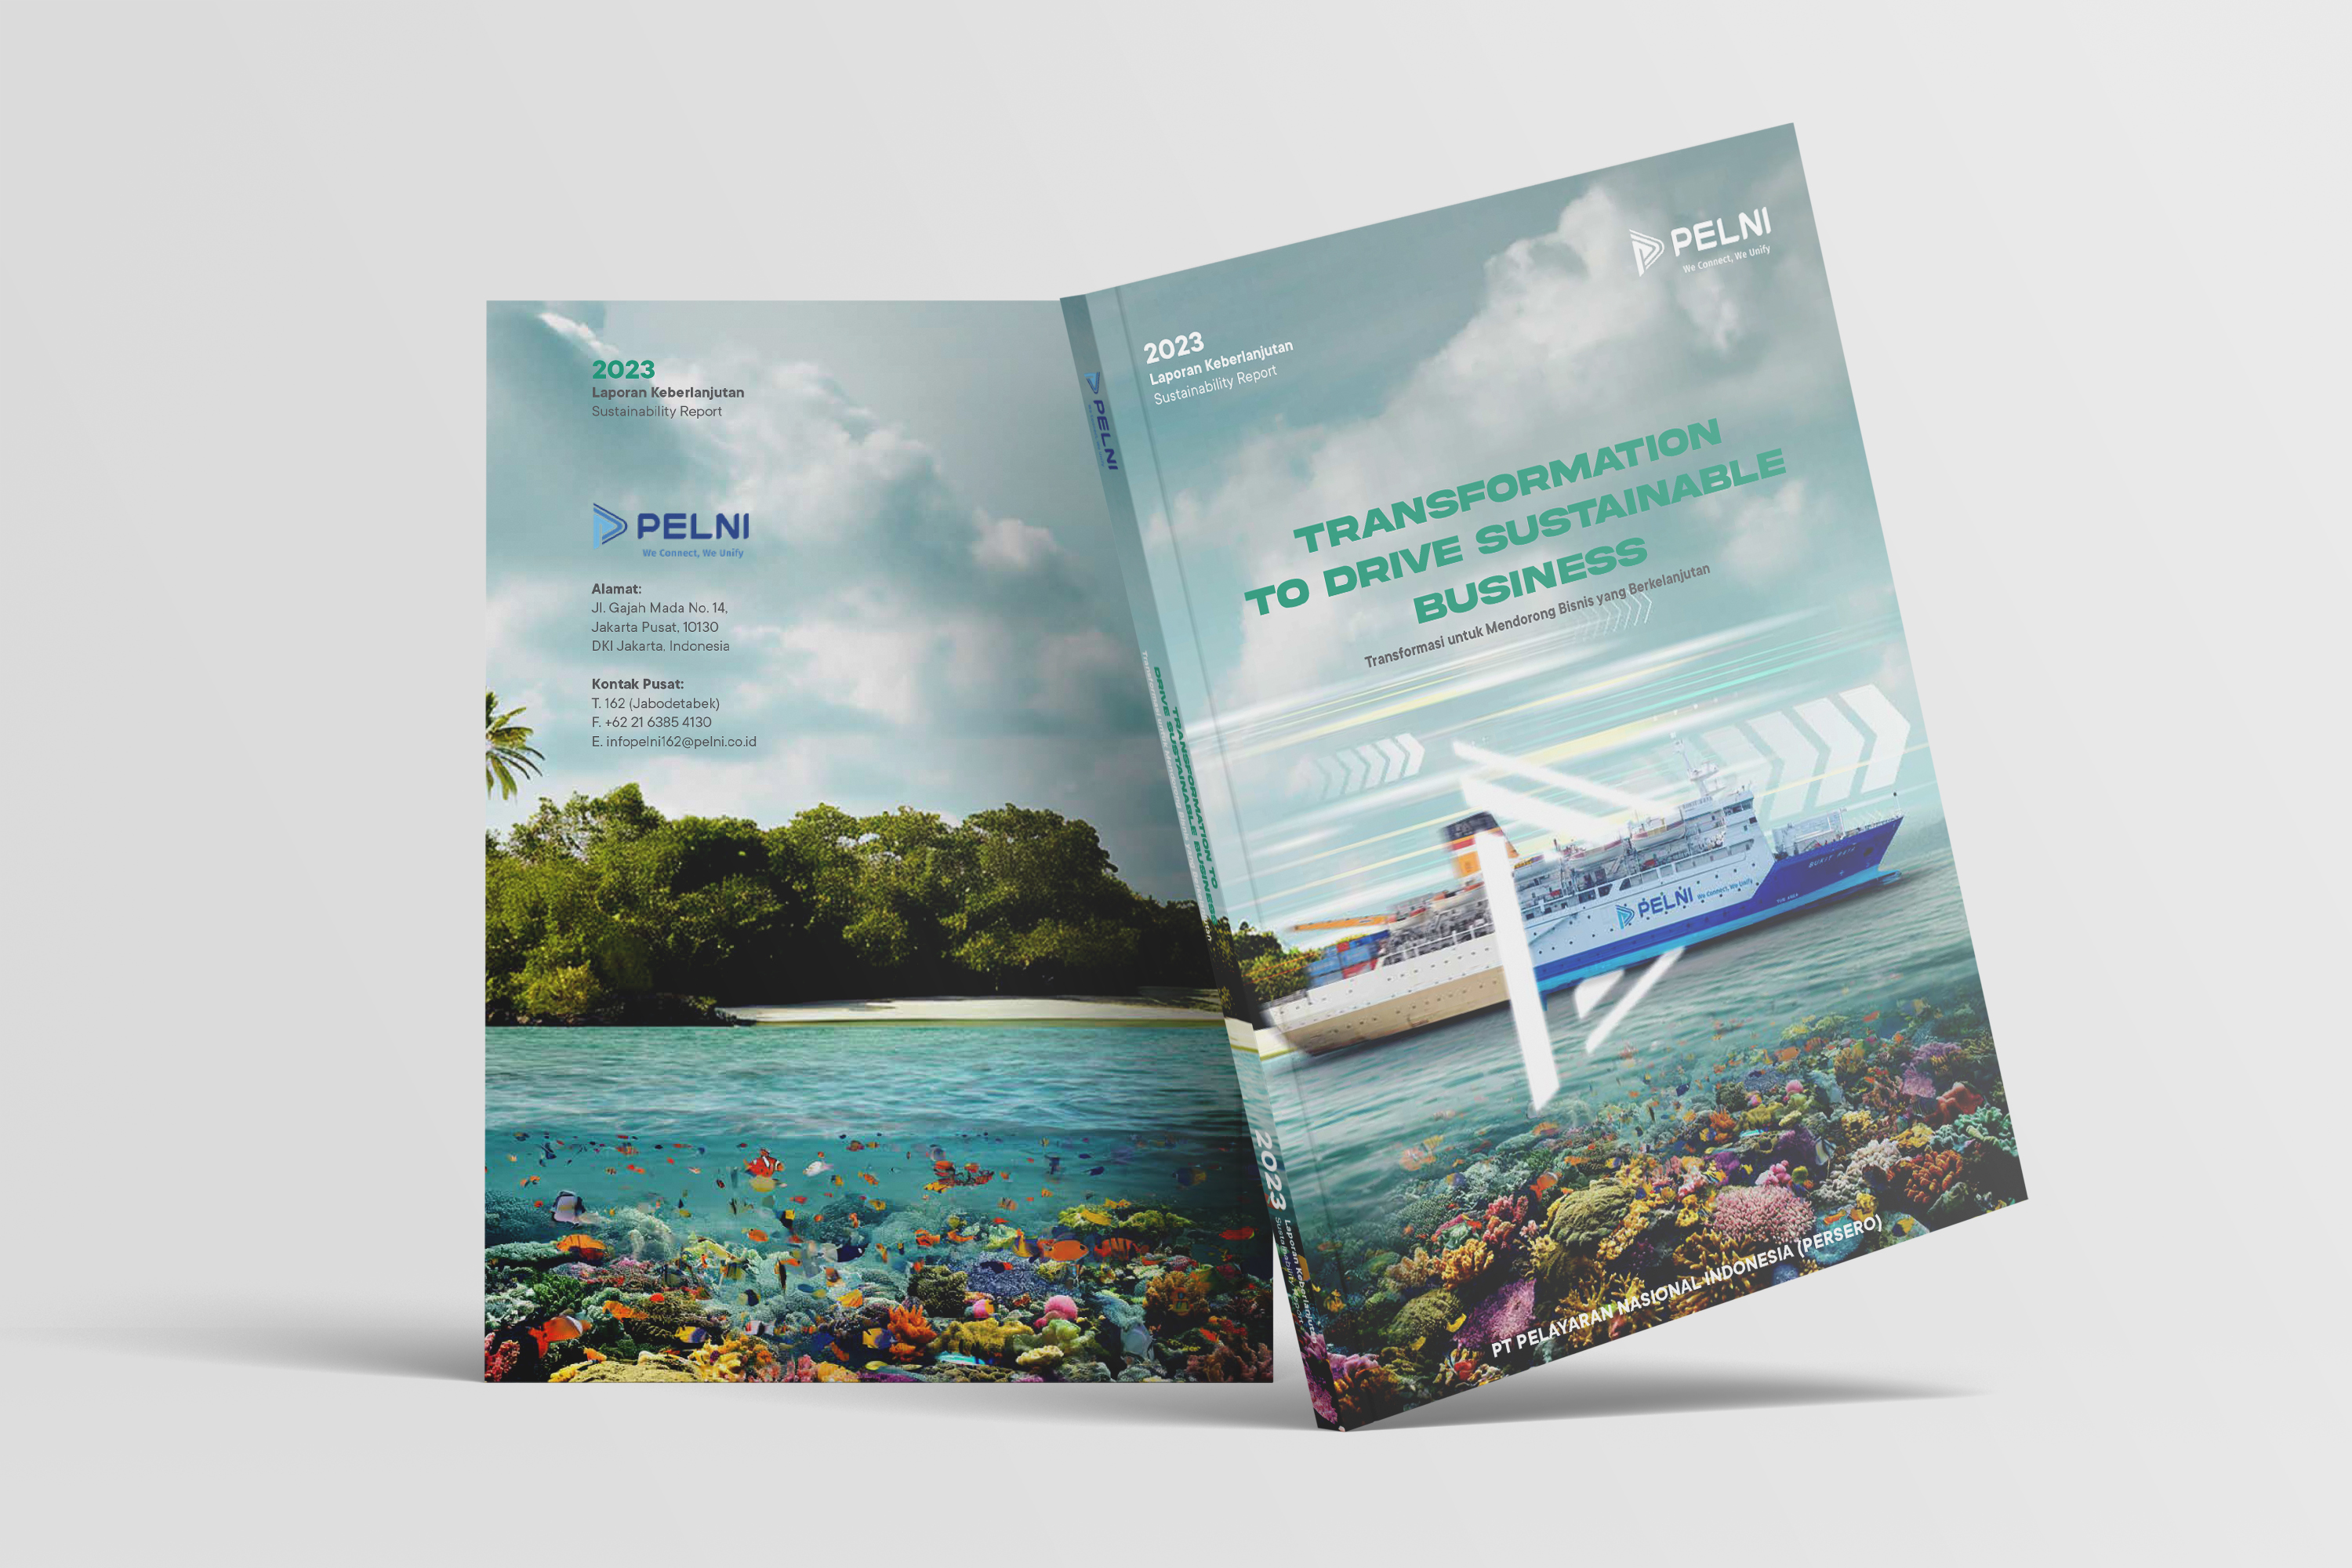 2023
Laporan Keberlanjutan
Sustainability Report
PELNI
We Connect, We Unify
Alamat:
Jl. Gajah Mada No. 14,
Jakarta Pusat, 10130
DKI Jakarta, Indonesia
Kontak Pusat:
T. 162 (Jabodetabek)
F. +62 21 6385 4130
E. infopelni162@pelni.co.id
PELNI
TRANSFORMATION TO
DRIVE SUSTAINABLE BUSINESS
2023
Laporan Keberlanjutan
Sustainability Report
PELNI
We Connect, We Unify
2023
Laporan Keberlanjutan
Sustainability Report
TRANSFORMATION
TO DRIVE SUSTAINABLE
BUSINESS
Transformasi untuk Mendorong Bisnis yang Berkelanjutan
PELNI We Connect, We Unify
PT PELAYARAN NASIONAL INDONESIA (PERSERO)